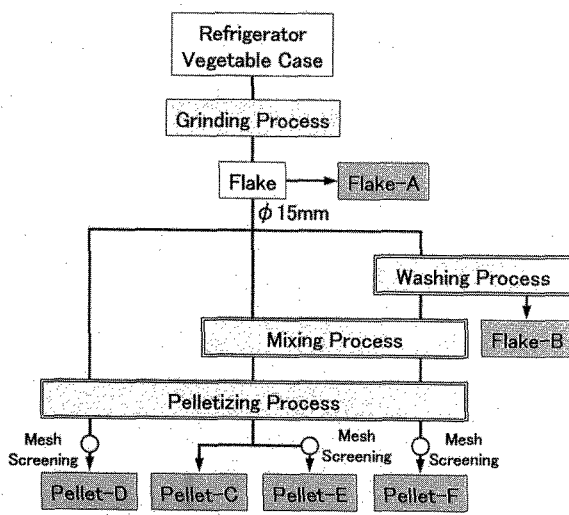 Refrigerator
Vegetable Case
Grinding Process
Flake
Flake-A
φ 15mm
Washing Process
Mixing Process
Flake-B
Pelletizing Process
Mesh
Screening
Mesh
Screening
Mesh
Screening
Pellet-D
Pellet-C
Pellet-E
Pellet-F